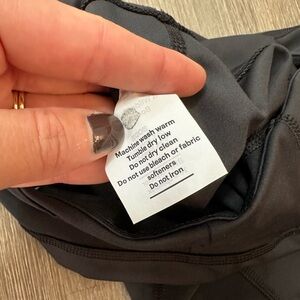 Machine wash warm
Tumble dry low
Do not dry clean
Do not use bleach or fabric
softeners
Do not iron